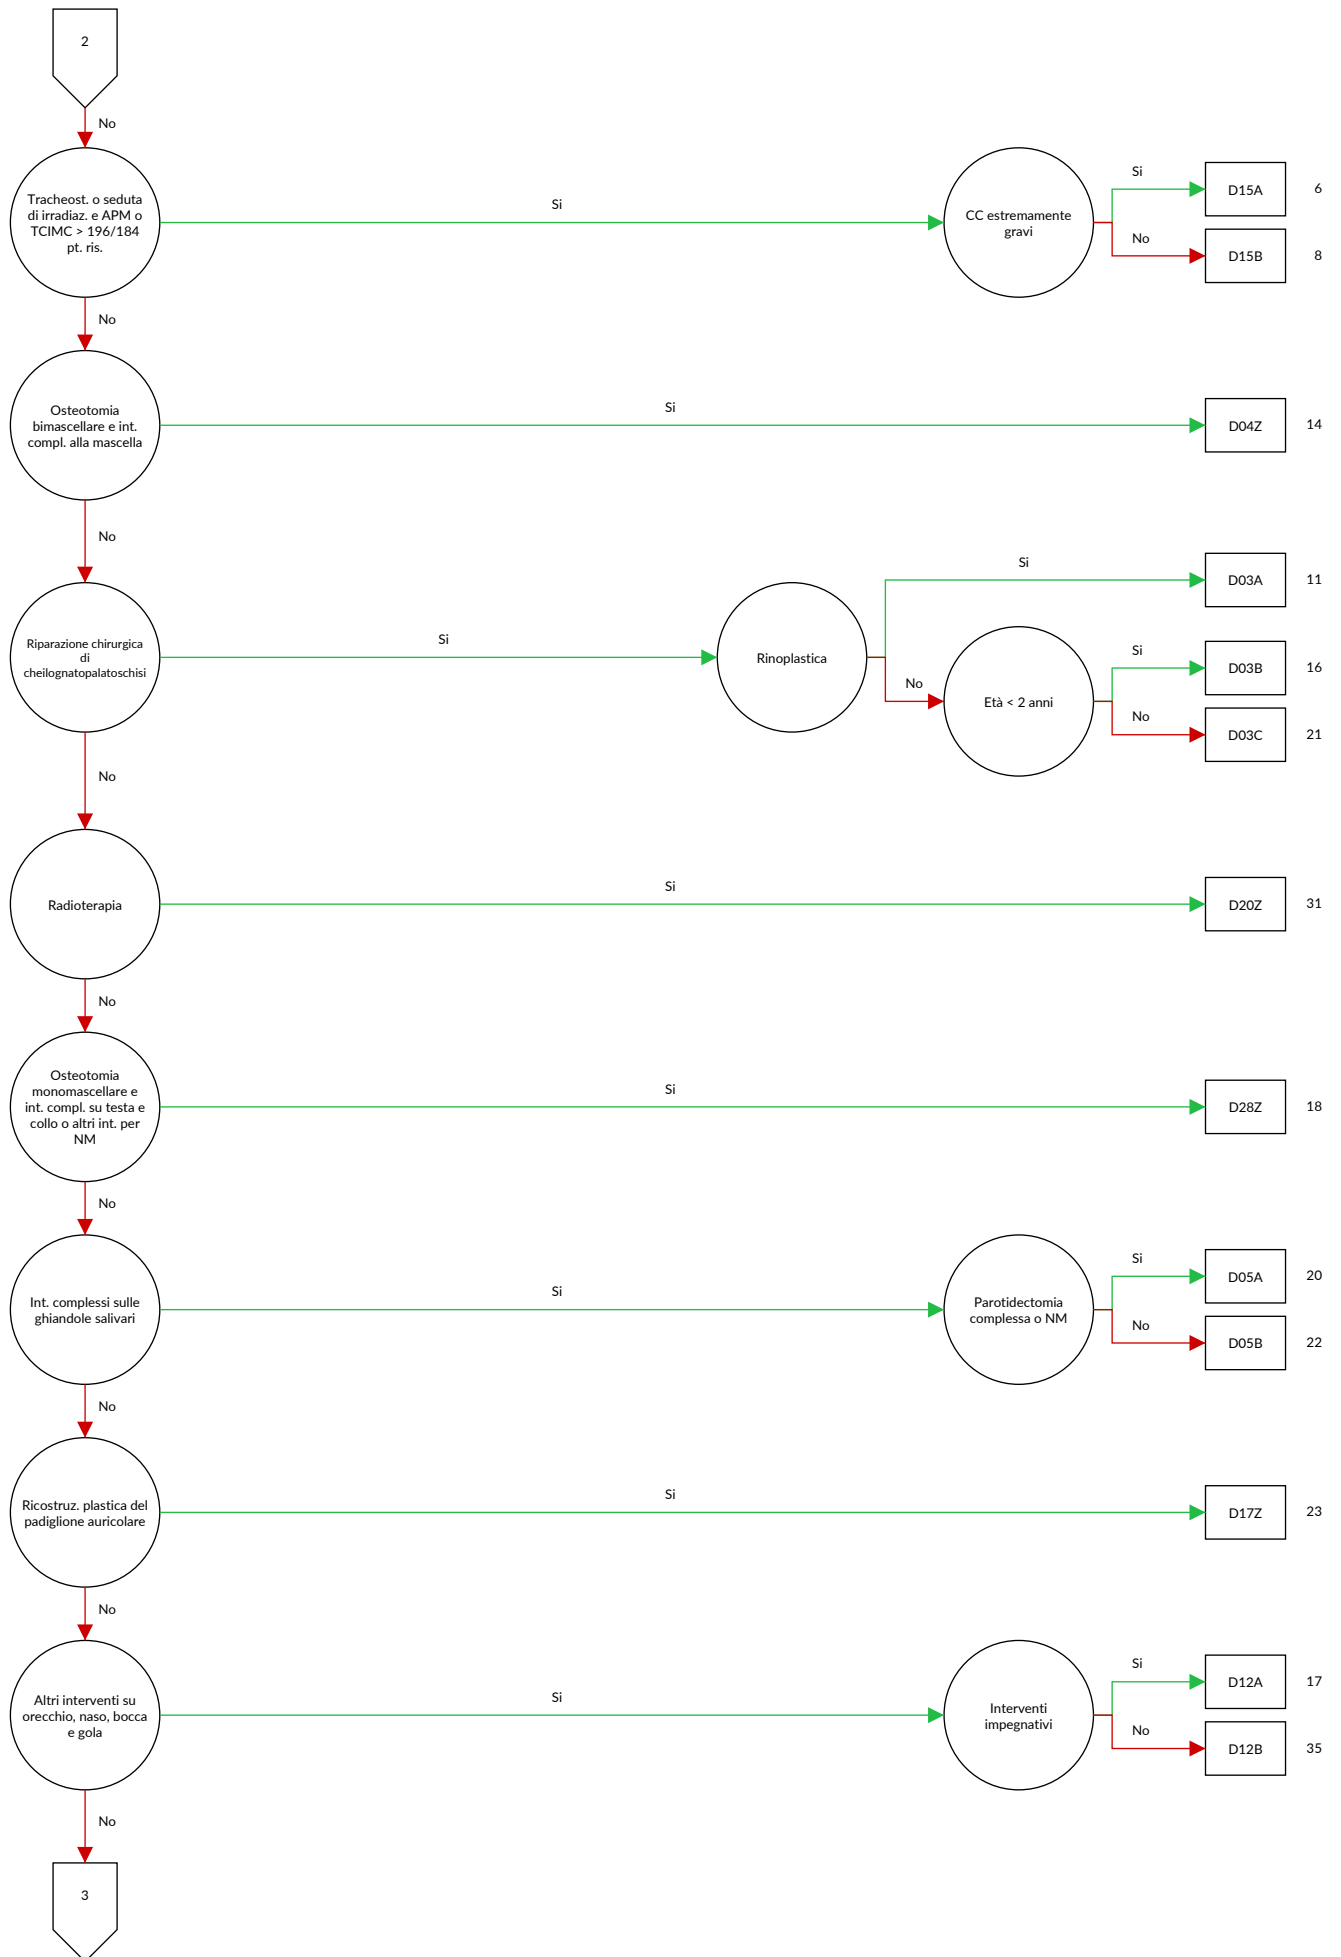 2
No
Tracheost. o seduta
di irradiaz. e APM o
TCIMC > 196/184
pt. ris.
Si
CC estremamente
gravi
Si
D15A
6
No
D15B
8
No
Osteotomia
bimascellare e int.
compl. alla mascella
Si
D04Z
14
No
Riparazione chirurgica
di
cheilognatopalatoschisi
Si
Rinoplastica
Si
D03A
11
No
Età < 2 anni
Si
D03B
16
No
D03C
21
No
Radioterapia
Si
D20Z
31
No
Osteotomia
monomascellare e
int. compl. su testa e
collo o altri int. per
NM
Si
D28Z
18
No
Int. complessi sulle
ghiandole salivari
Si
Parotidectomia
complessa o NM
Si
D05A
20
No
D05B
22
No
Ricostruz. plastica del
padiglione auricolare
Si
D17Z
23
No
Altri interventi su
orecchio, naso, bocca
e gola
Si
Interventi
impegnativi
Si
D12A
17
No
D12B
35
No
3